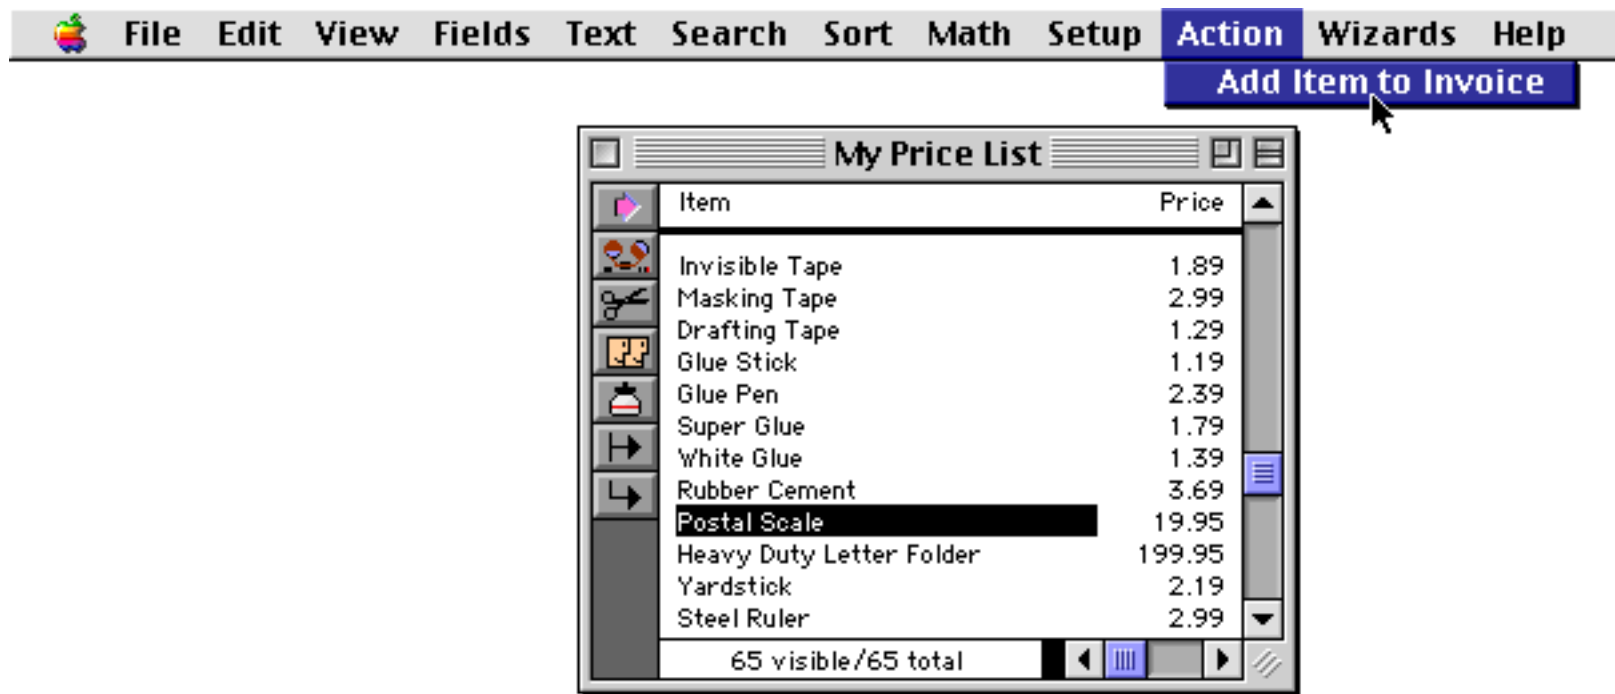 File Edit View Fields Text Search Sort Math Setup Action Wizards Help
Add Item to Invoice
My Price List
Item Price
Invisible Tape 1.89
Masking Tape 2.99
Drafting Tape 1.29
Glue Stick 1.19
Glue Pen 2.39
Super Glue 1.79
White Glue 1.39
Rubber Cement 3.69
Postal Scale 19.95
Heavy Duty Letter Folder 199.95
Yardstick 2.19
Steel Ruler 2.99
65 visible/65 total